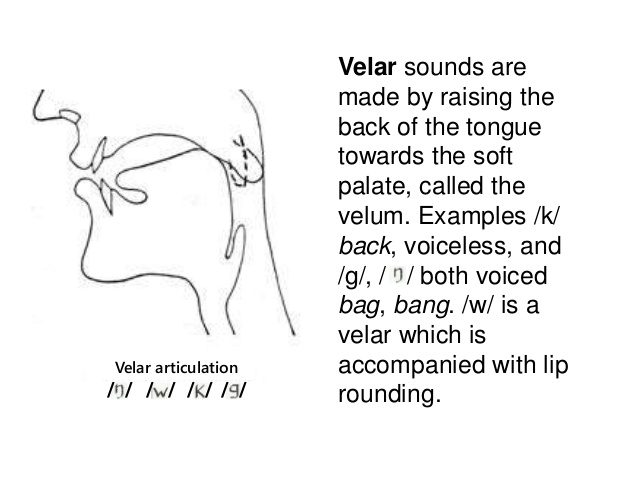 Velar sounds are
made by raising the
back of the tongue
towards the soft
palate, called the
velum. Examples /k/
back, voiceless, and
/g/, / ŋ / both voiced
bag, bang. /w/ is a
velar which is
accompanied with lip
rounding.
Velar articulation
/ŋ/ /w/ /k/ /g/